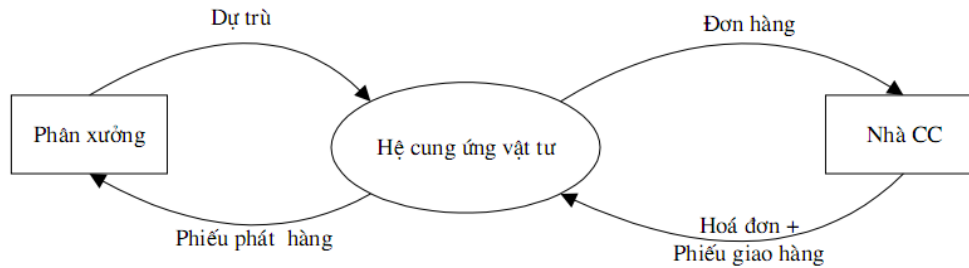 Dự trù
Đơn hàng
Phân xưởng
Hệ cung ứng vật tư
Nhà CC
Phiếu phát hàng
Hoá đơn +
Phiếu giao hàng